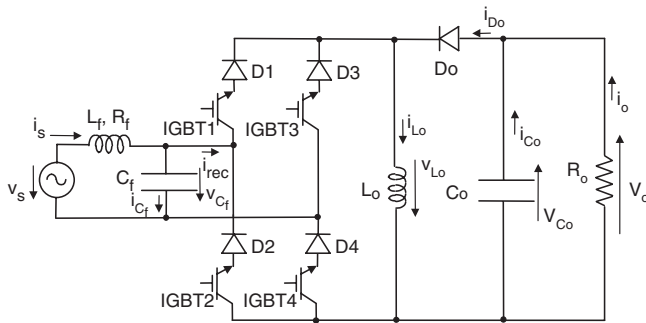 i_Do
D1
D3
Do
i_s
L_f, R_f
IGBT1
IGBT3
i_Lo
i_Co
i_o
i_rec
C_f
v_s
i_Cf
v_Cf
L_o
v_Lo
Co
V_Co
R_o
V_o
D2
D4
IGBT2
IGBT4